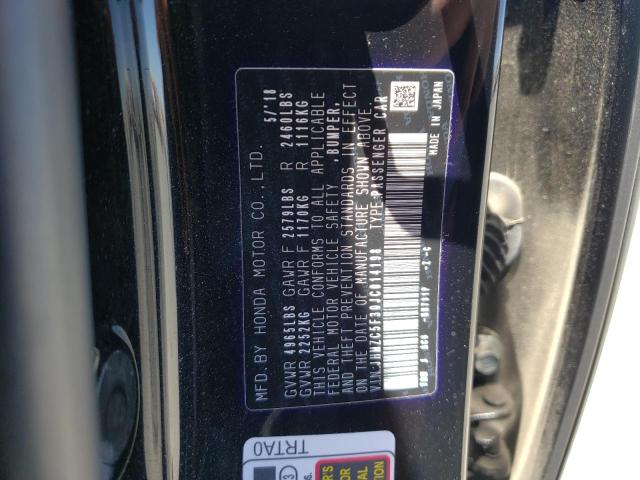 MFD. BY HONDA MOTOR CO., LTD. 5/'18
GVWR 4965LBS GAWR F 2579LBS R 2460LBS
GVWR 2252KG GAWR F 1170KG R 1116KG
THIS VEHICLE CONFORMS TO ALL APPLICABLE
FEDERAL MOTOR VEHICLE SAFETY , BUMPER,
AND THEFT PREVENTION STANDARDS IN EFFECT
ON THE DATE OF MANUFACTURE SHOWN ABOVE.
V.I.N.: TYPE:PASSENGER CAR
MADE IN JAPAN
TRTA0